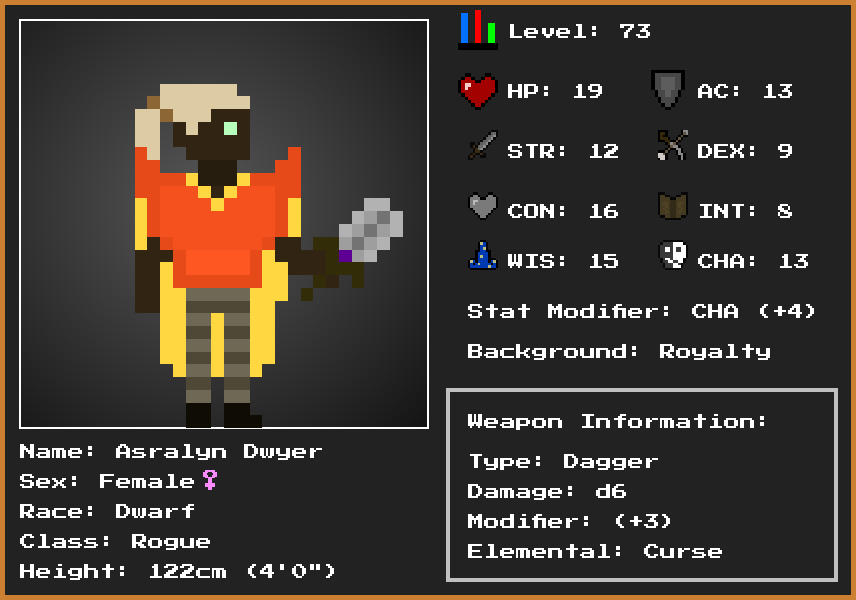 Level: 73
HP: 19
AC: 13
STR: 12
DEX: 9
CON: 16
INT: 8
WIS: 15
CHA: 13
Stat Modifier: CHA (+4)
Background: Royalty
Weapon Information:
Type: Dagger
Damage: d6
Modifier: (+3)
Elemental: Curse
Name: Asralyn Dwyer
Sex: Female♀
Race: Dwarf
Class: Rogue
Height: 122cm (4'0")